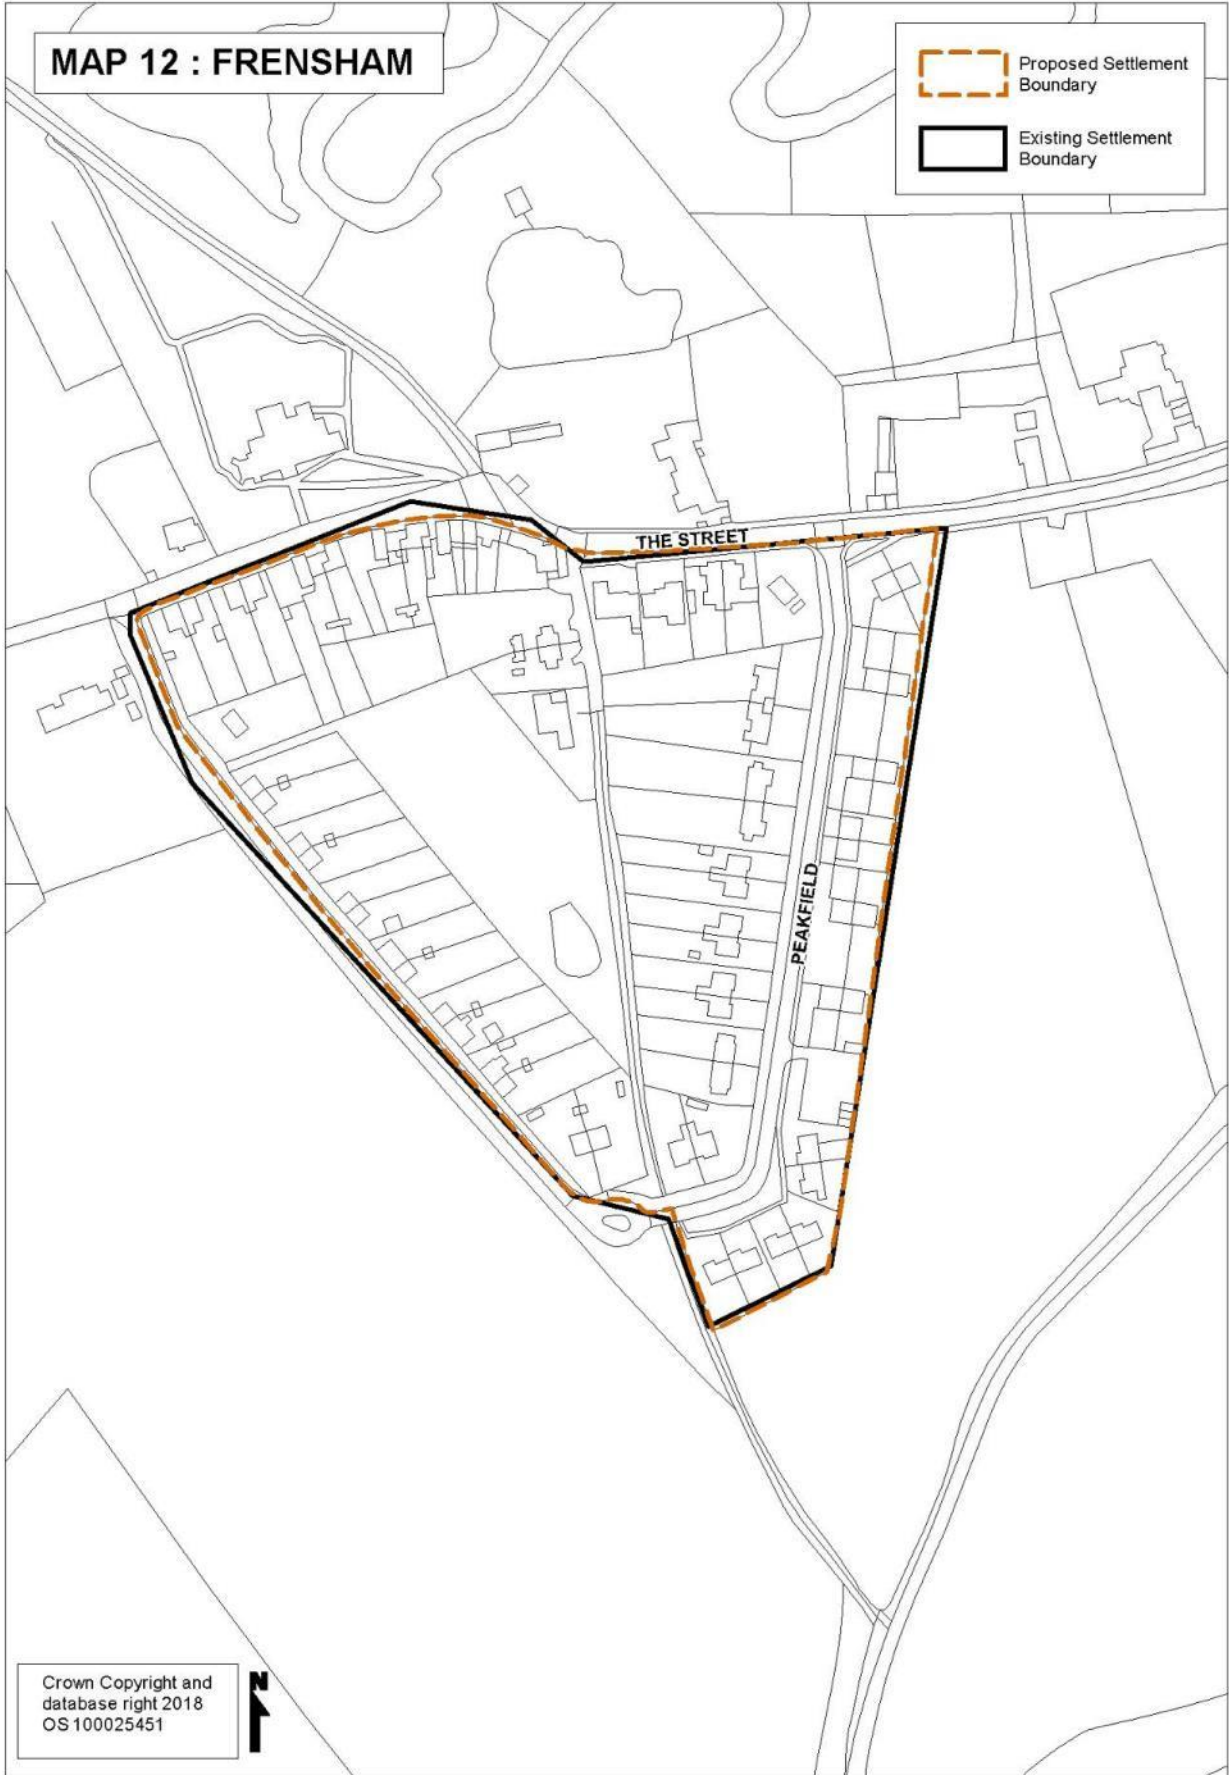 MAP 12 : FRENSHAM
Proposed Settlement
Boundary
Existing Settlement
Boundary
THE STREET
PEAKFIELD
Crown Copyright and
database right 2018
OS 100025451
N